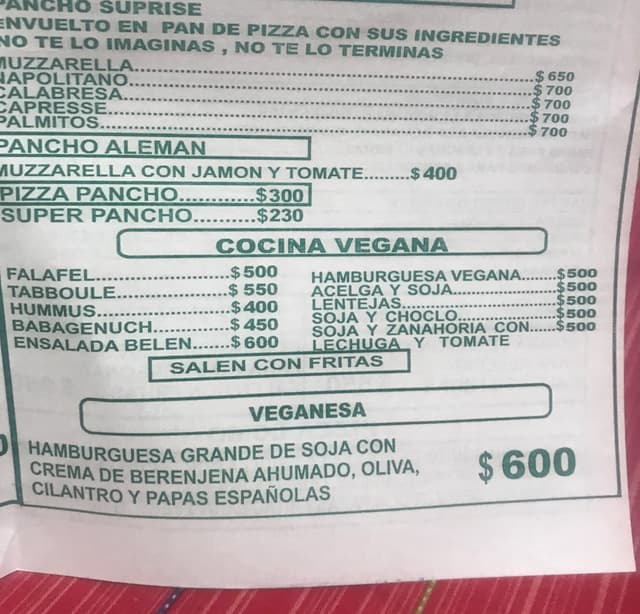 PANCHO SUPRISE
ENVUELTO EN PAN DE PIZZA CON SUS INGREDIENTES
NO TE LO IMAGINAS , NO TE LO TERMINAS
MUZZARELLA...$ 650
NAPOLITANO...$ 700
CALABRESA...$ 700
CAPRESSE...$ 700
PALMITOS...$ 700
PANCHO ALEMAN
MUZZARELLA CON JAMON Y TOMATE........$ 400
PIZZA PANCHO............$300
SUPER PANCHO..........$230
COCINA VEGANA
FALAFEL...$ 500
TABBOULE...$ 550
HUMMUS...$ 400
BABAGENUCH...$ 450
ENSALADA BELEN.......$ 600
HAMBURGUESA VEGANA......$500
ACELGA Y SOJA...$500
LENTEJAS...$500
SOJA Y CHOCLO...$500
SOJA Y ZANAHORIA CON.....$500
LECHUGA Y TOMATE
SALEN CON FRITAS
VEGANESA
HAMBURGUESA GRANDE DE SOJA CON
CREMA DE BERENJENA AHUMADO, OLIVA,
CILANTRO Y PAPAS ESPAÑOLAS
$ 600